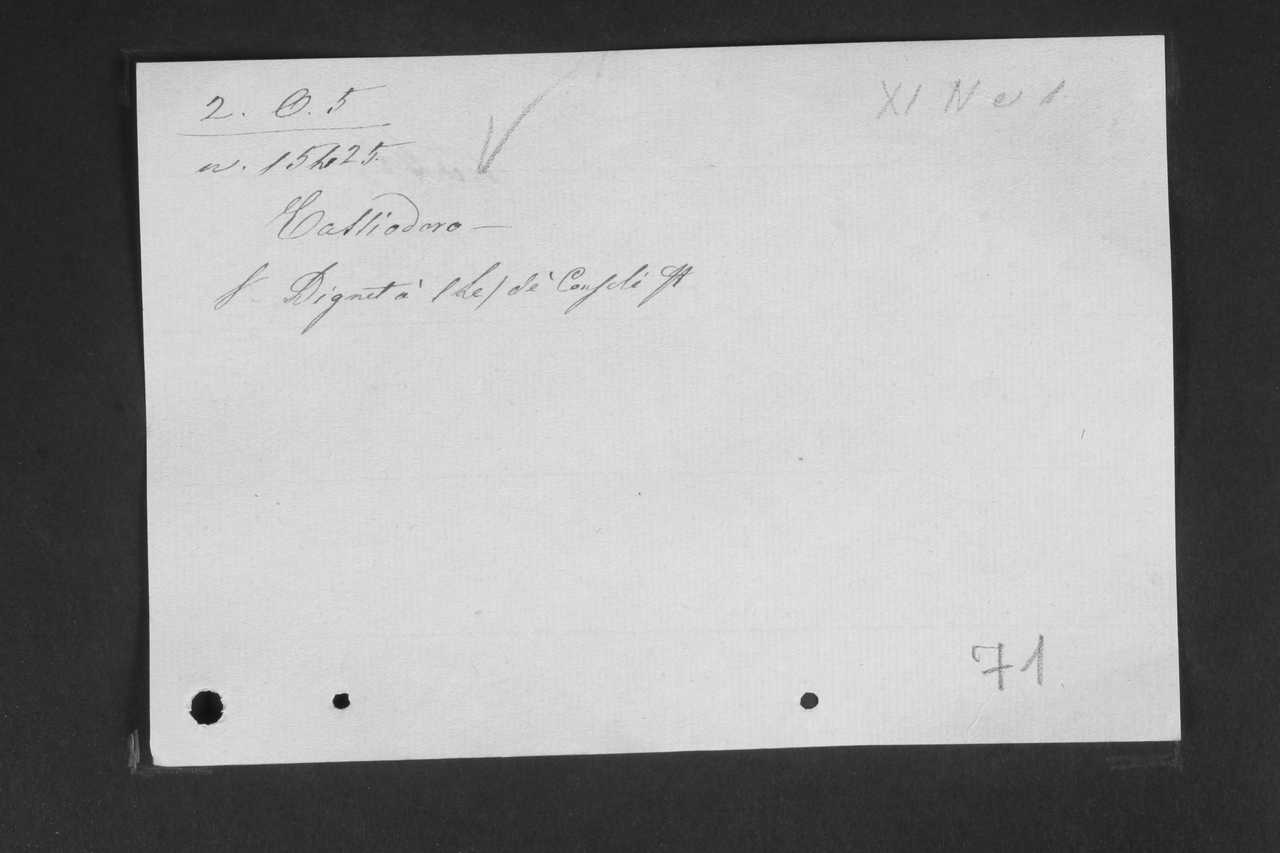 2. O. 5
XI N e 1
n. 15425.
Cassiodoro —
Dignità (Le) de' Consoli
71